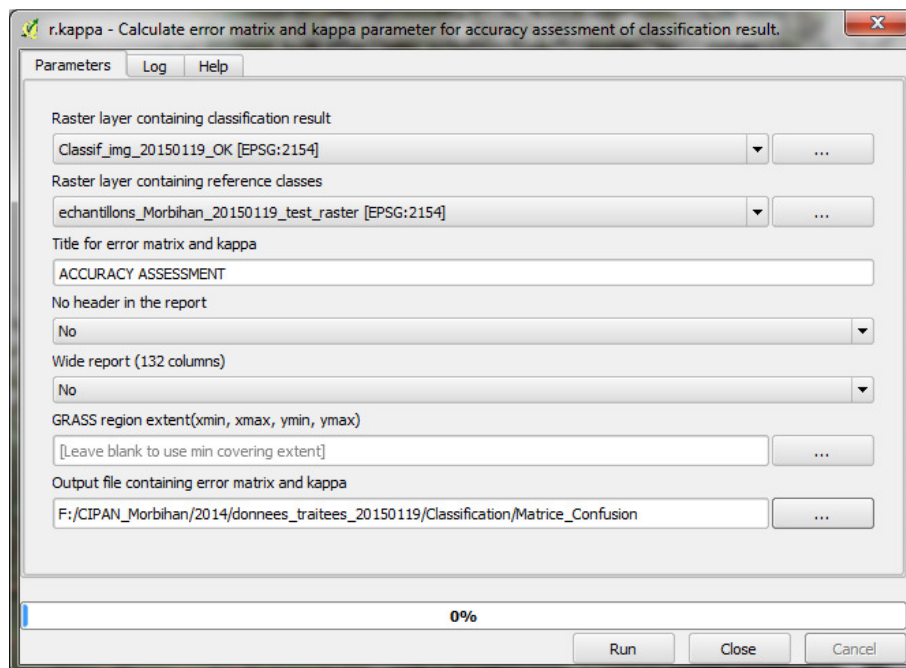 r.kappa - Calculate error matrix and kappa parameter for accuracy assessment of classification result.
Parameters Log Help
Raster layer containing classification result
Classif_img_20150119_OK [EPSG:2154] ...
Raster layer containing reference classes
echantillons_Morbihan_20150119_test_raster [EPSG:2154] ...
Title for error matrix and kappa
ACCURACY ASSESSMENT
No header in the report
No
Wide report (132 columns)
No
GRASS region extent(xmin, xmax, ymin, ymax)
[Leave blank to use min covering extent] ...
Output file containing error matrix and kappa
F:/CIPAN_Morbihan/2014/donnees_traitees_20150119/Classification/Matrice_Confusion ...
0%
Run Close Cancel